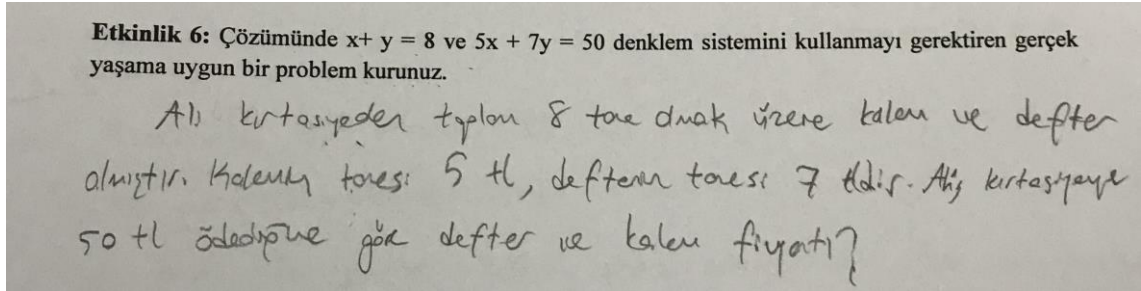 Etkinlik 6: Çözümünde x+ y = 8 ve 5x + 7y = 50 denklem sistemini kullanmayı gerektiren gerçek
yaşama uygun bir problem kurunuz.
Ali kırtasiyeden toplam 8 tane olmak üzere kalem ve defter
almıştır. Kalemin tanesi 5 tl, defterin tanesi 7 tldir. Ali, kırtasiyeye
50 tl ödediğine göre defter ve kalem fiyatı?